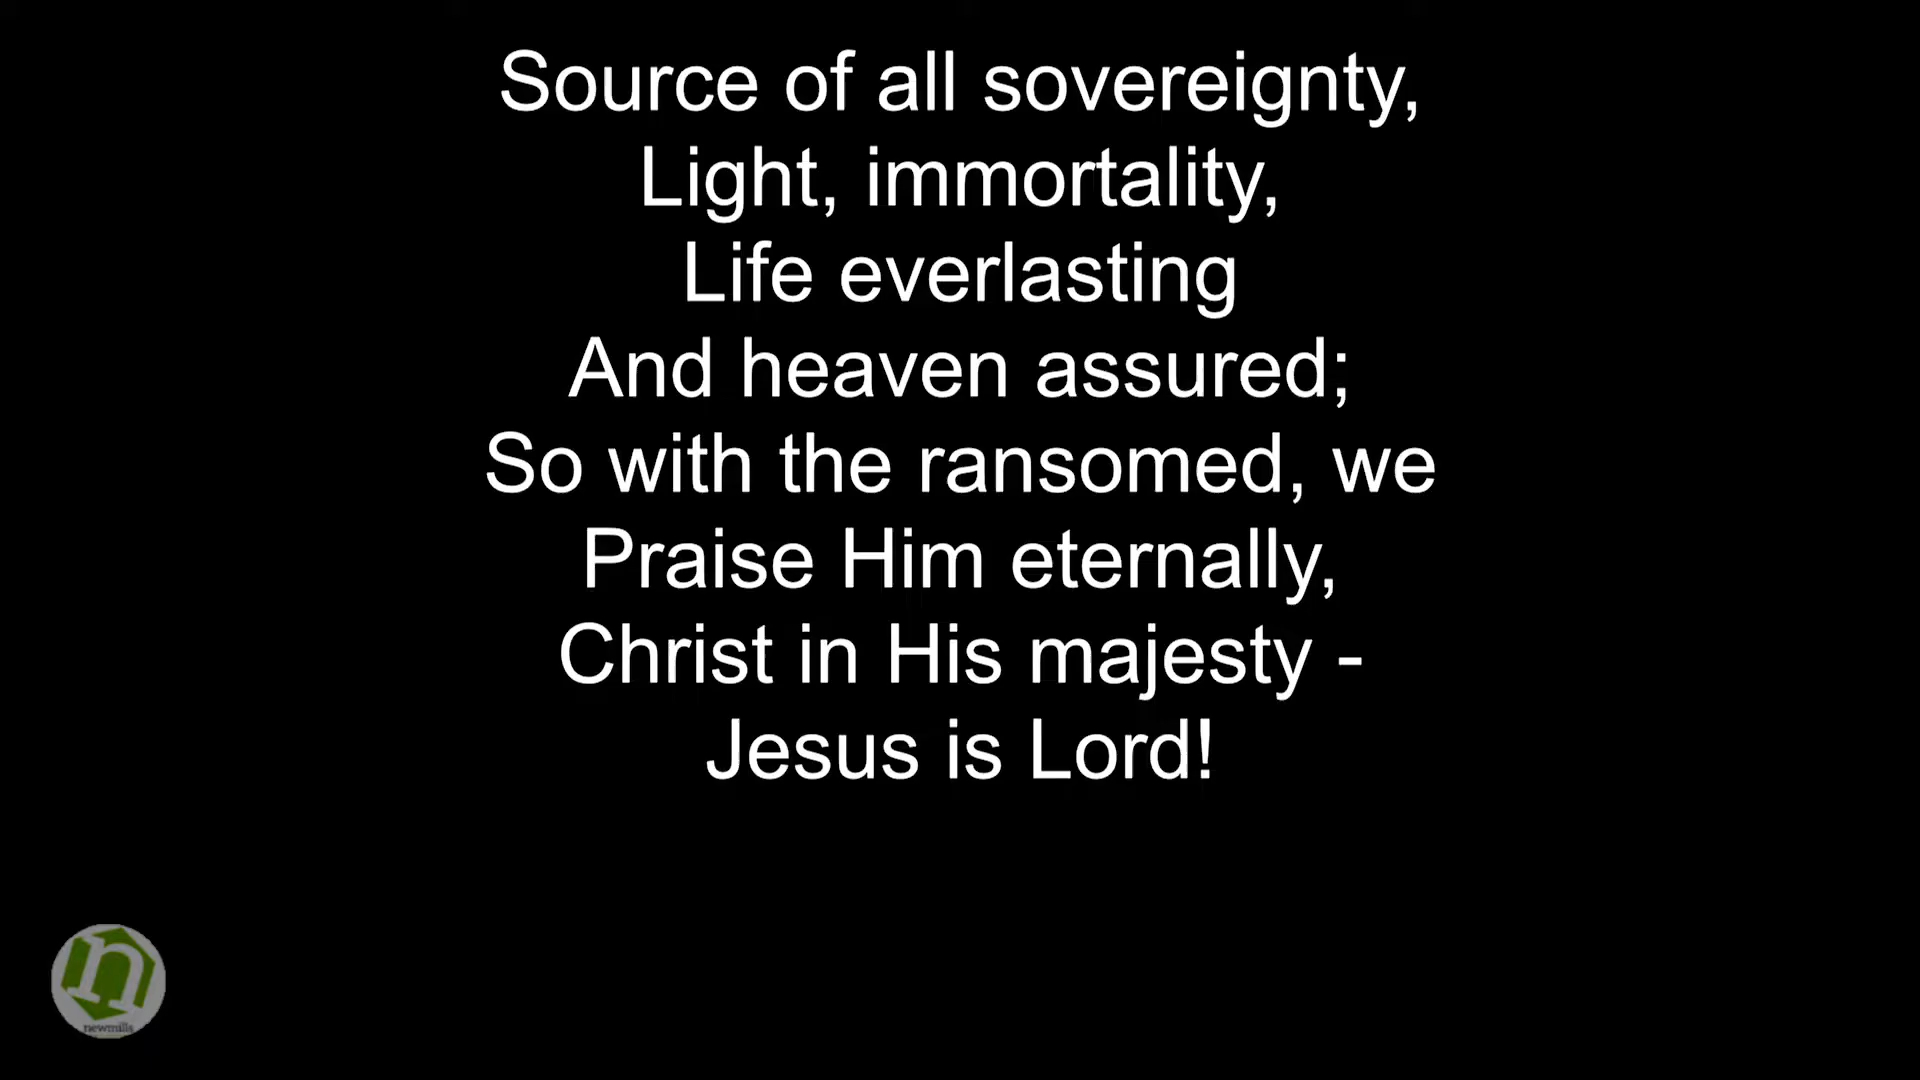 Source of all sovereignty,
Light, immortality,
Life everlasting
And heaven assured;
So with the ransomed, we
Praise Him eternally,
Christ in His majesty -
Jesus is Lord!
n
newmills